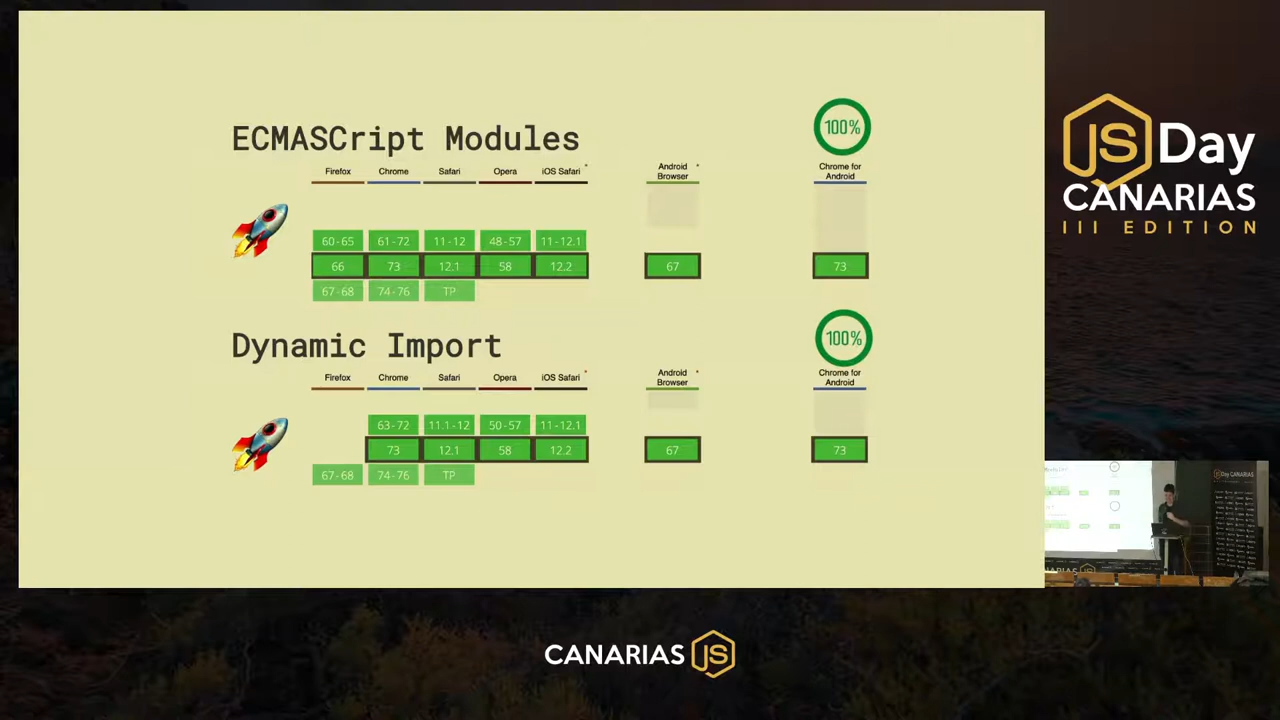 ECMASCript Modules
100%
Firefox Chrome Safari Opera iOS Safari * Android Browser * Chrome for Android
60-65 61-72 11-12 48-57 11-12.1
66 73 12.1 58 12.2 67 73
67-68 74-76 TP
Dynamic Import
100%
Firefox Chrome Safari Opera iOS Safari * Android Browser * Chrome for Android
63-72 11.1-12 50-57 11-12.1
73 12.1 58 12.2 67 73
67-68 74-76 TP
JS Day
CANARIAS
III EDITION
JS Day CANARIAS
CANARIAS JS